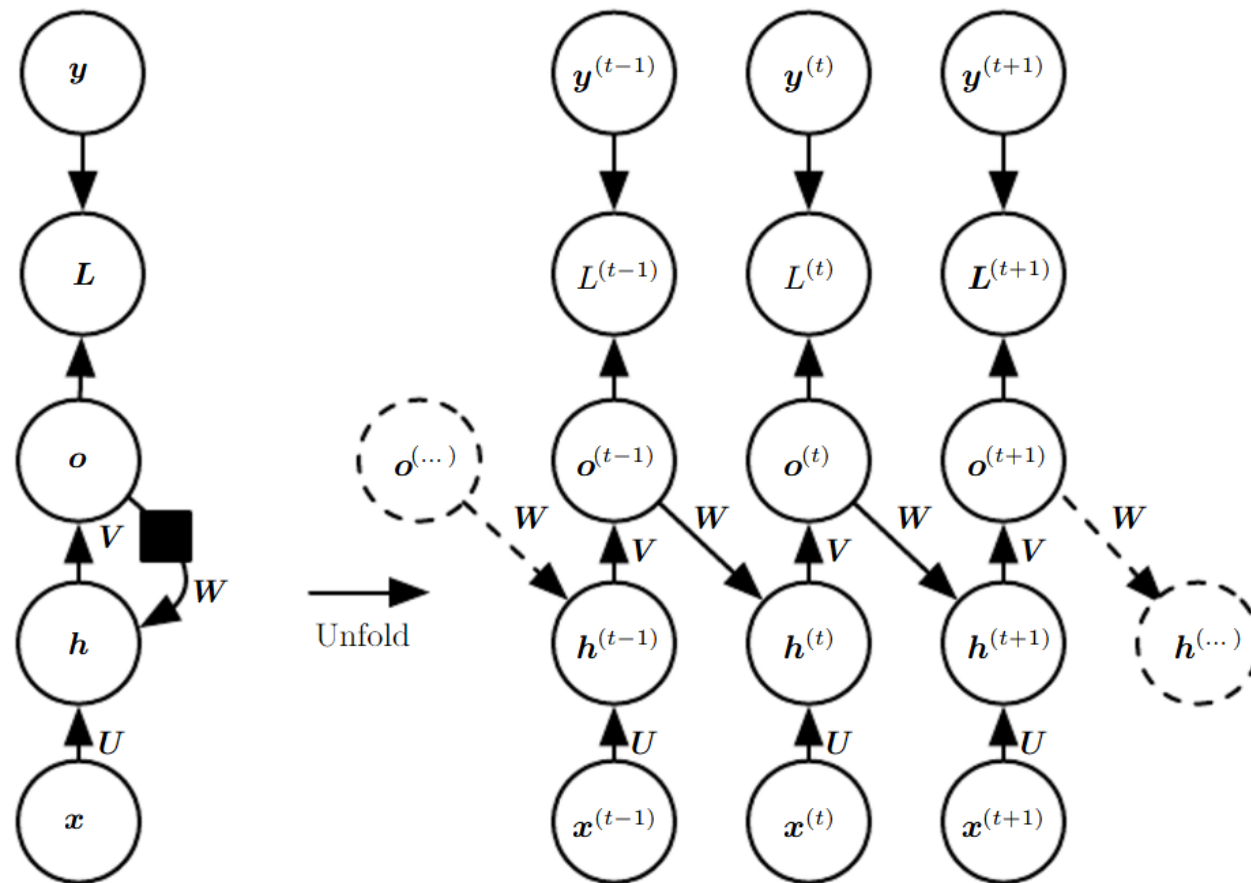 y y^(t−1) y^(t) y^(t+1)
L L^(t−1) L^(t) L^(t+1)
o o^(...) o^(t−1) o^(t) o^(t+1)
V W W W W
V V V
W
Unfold
h h^(t−1) h^(t) h^(t+1) h^(...)
U U U U
x x^(t−1) x^(t) x^(t+1)